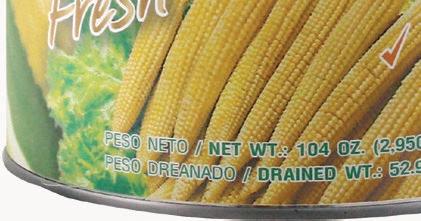 Fresh
PESO NETO / NET WT.: 104 OZ. (2,950
PESO DREANADO / DRAINED WT.: 52.9